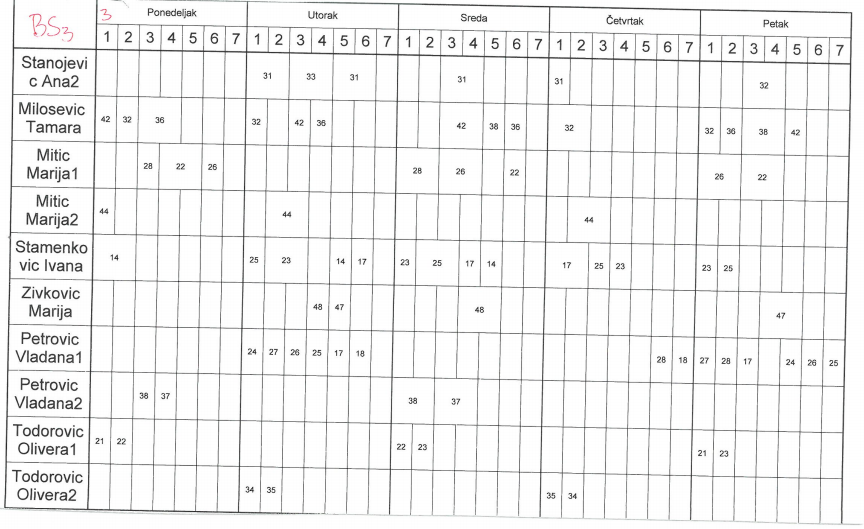 BS3 3 Ponedeljak Utorak Sreda Četvrtak Petak
1 2 3 4 5 6 7 1 2 3 4 5 6 7 1 2 3 4 5 6 7 1 2 3 4 5 6 7 1 2 3 4 5 6 7
Stanojevi
c Ana2 31 33 31 31 31 32
Milosevic
Tamara 42 32 36 32 42 36 42 38 36 32 32 36 38 42
Mitic
Marija1 28 22 26 28 26 22 26 22
Mitic
Marija2 44 44 44
Stamenko
vic Ivana 14 25 23 14 17 23 25 17 14 17 25 23 23 25
Zivkovic
Marija 48 47 48 47
Petrovic
Vladana1 24 27 26 25 17 18 28 18 27 28 17 24 26 25
Petrovic
Vladana2 38 37 38 37
Todorovic
Olivera1 21 22 22 23 21 23
Todorovic
Olivera2 34 35 35 34